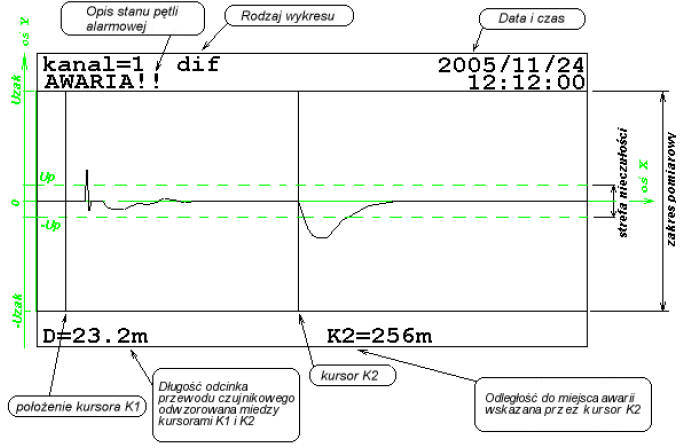 Opis stanu pętli
alarmowej
Rodzaj wykresu
Data i czas
oś Y
kanal=1 dif
2005/11/24
AWARIA!!
12:12:00
Uzak
Up
0
-Up
-Uzak
oś X
strefa nieczułości
zakres pomiarowy
D=23.2m
K2=256m
położenie kursora K1
Długość odcinka
przewodu czujnikowego
odwzorowana miedzy
kursorami K1 i K2
kursor K2
Odległość do miejsca awarii
wskazana przez kursor K2